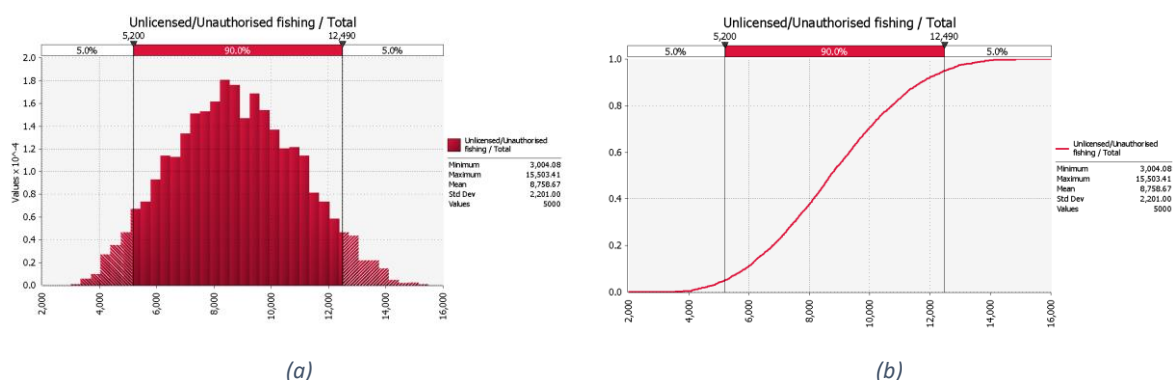 Unlicensed/Unauthorised fishing / Total
5,200 12,490
5.0% 90.0% 5.0%
2.0
1.8
1.6
1.4
1.2
1.0
0.8
0.6
0.4
0.2
0.0
Values x 10^-4
2,000 4,000 6,000 8,000 10,000 12,000 14,000 16,000
Unlicensed/Unauthorised
fishing / Total
Minimum 3,004.08
Maximum 15,503.41
Mean 8,758.67
Std Dev 2,201.00
Values 5000
(a)
Unlicensed/Unauthorised fishing / Total
5,200 12,490
5.0% 90.0% 5.0%
1.0
0.8
0.6
0.4
0.2
0.0
2,000 4,000 6,000 8,000 10,000 12,000 14,000 16,000
Unlicensed/Unauthorised
fishing / Total
Minimum 3,004.08
Maximum 15,503.41
Mean 8,758.67
Std Dev 2,201.00
Values 5000
(b)